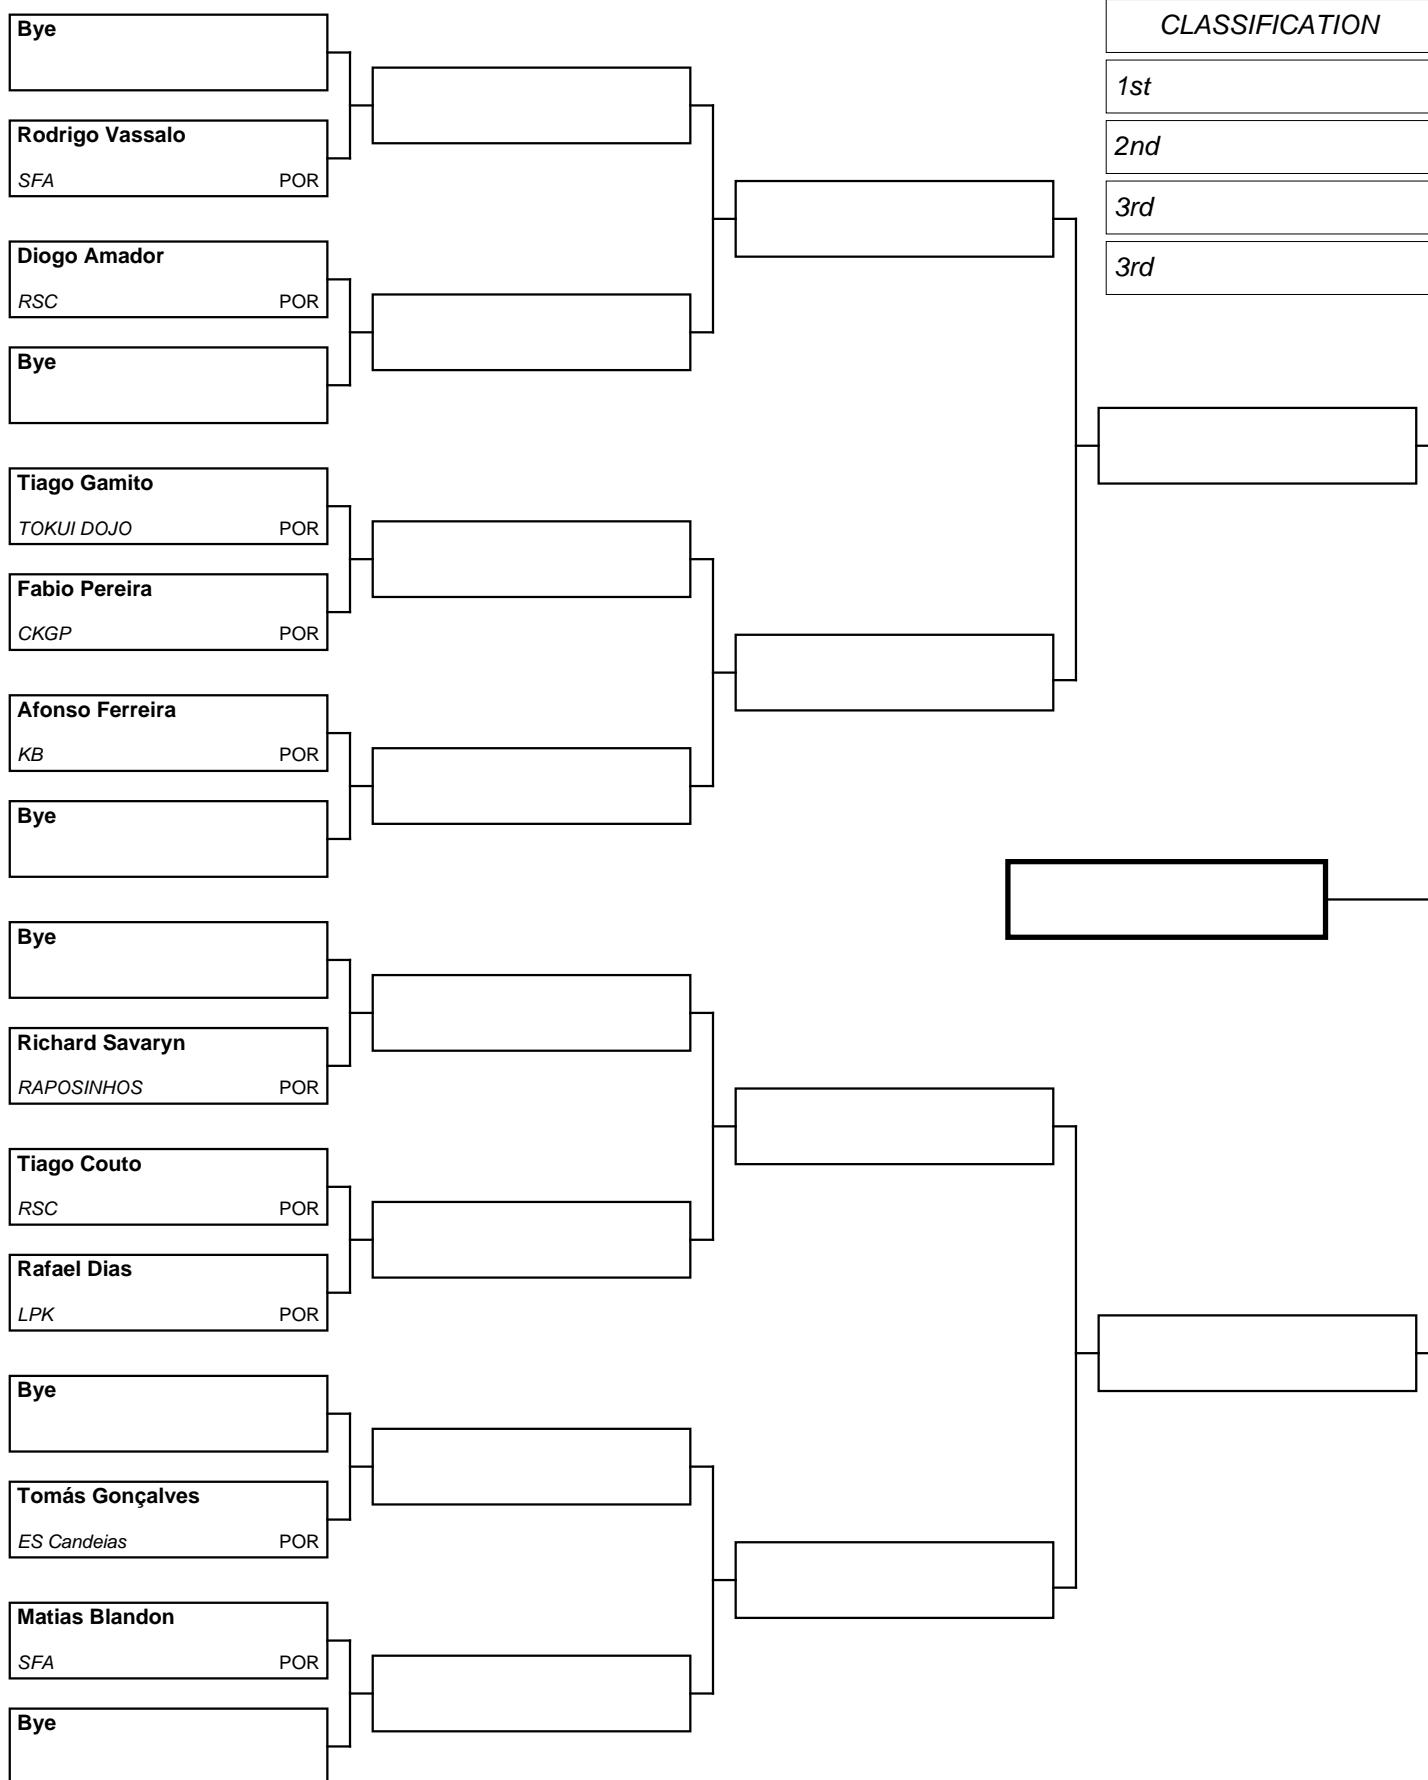 Bye
Rodrigo Vassalo
SFA POR
Diogo Amador
RSC POR
Bye
Tiago Gamito
TOKUI DOJO POR
Fabio Pereira
CKGP POR
Afonso Ferreira
KB POR
Bye
Bye
Richard Savaryn
RAPOSINHOS POR
Tiago Couto
RSC POR
Rafael Dias
LPK POR
Bye
Tomás Gonçalves
ES Candeias POR
Matias Blandon
SFA POR
Bye
CLASSIFICATION
1st
2nd
3rd
3rd